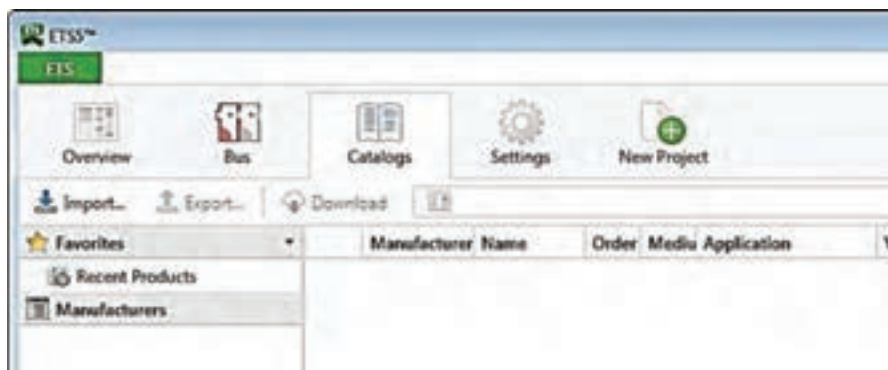 ETS5™
ETS
Overview Bus Catalogs Settings New Project
Import... Export... Download
Favorites Manufacturer Name Order Mediu Application V
Recent Products
Manufacturers